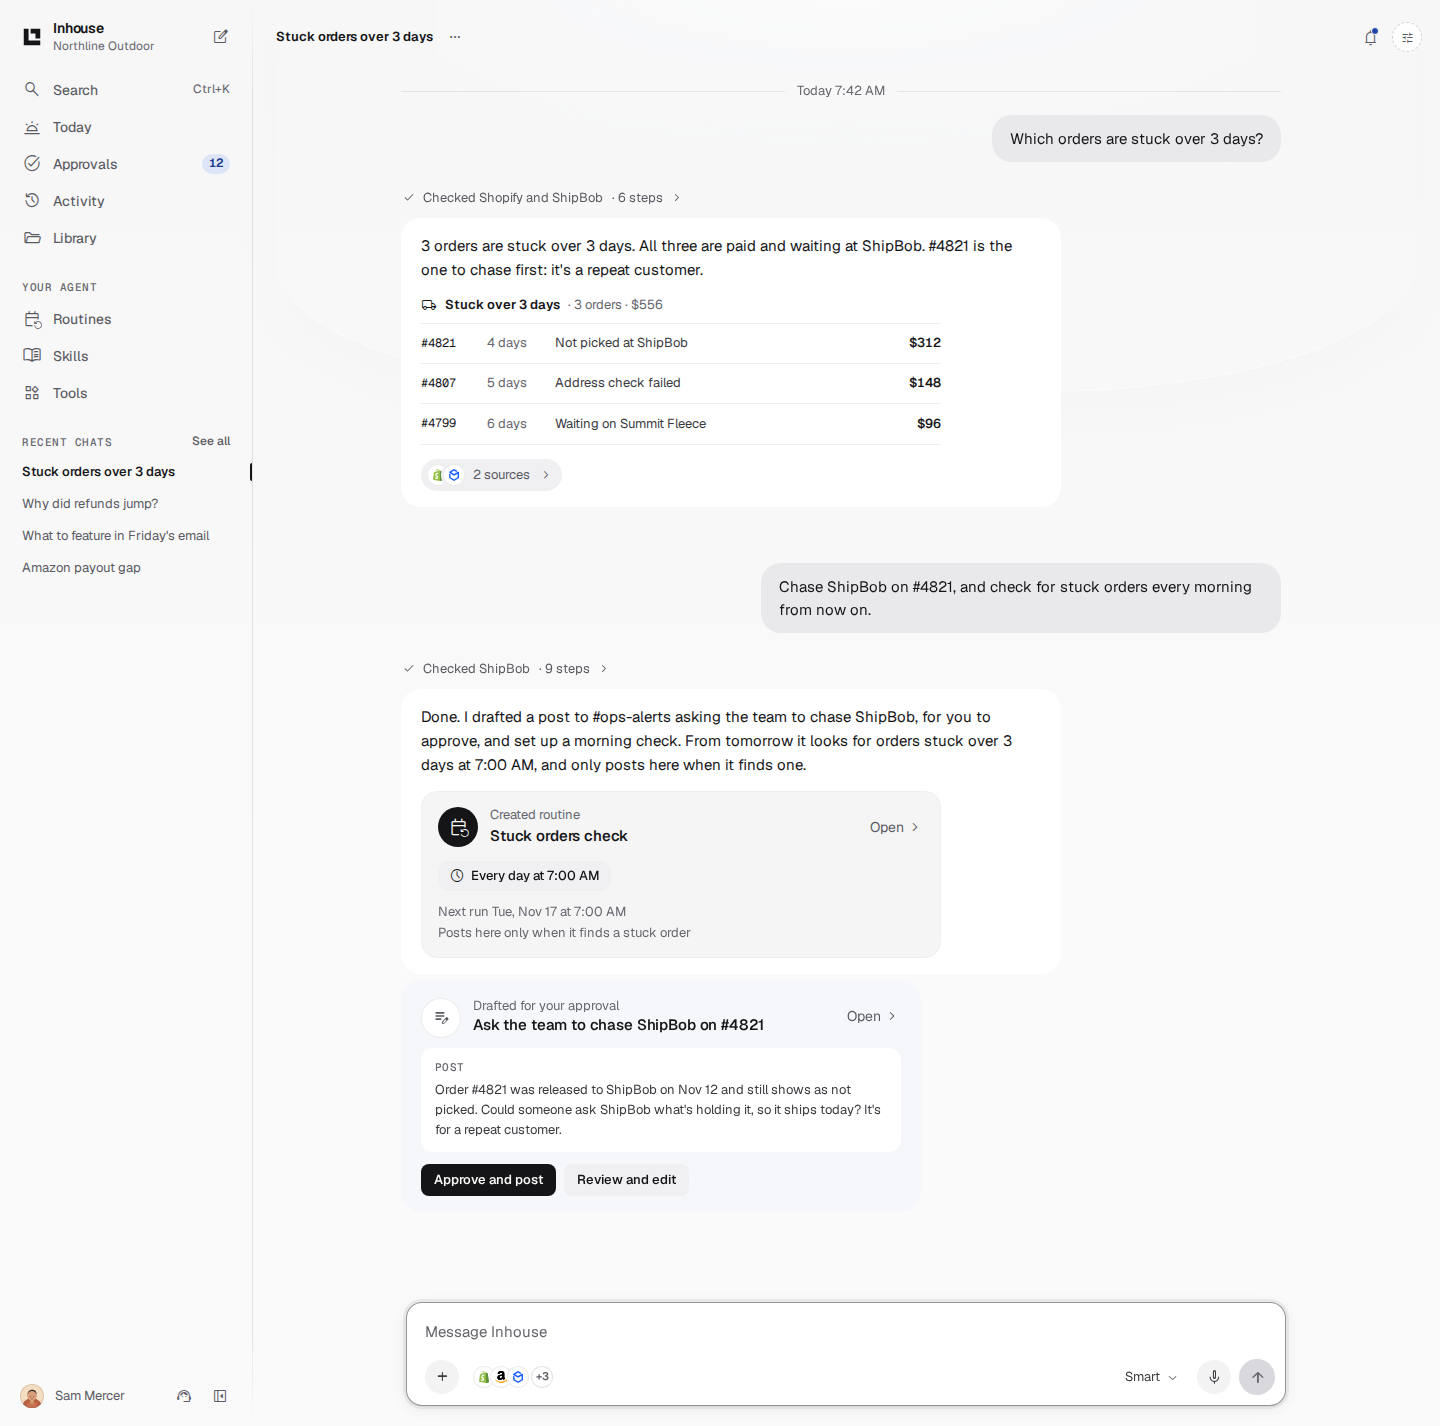 Inhouse
Northline Outdoor
Search Ctrl+K
Today
Approvals 12
Activity
Library
YOUR AGENT
Routines
Skills
Tools
RECENT CHATS See all
Stuck orders over 3 days
Why did refunds jump?
What to feature in Friday's email
Amazon payout gap
Sam Mercer
Stuck orders over 3 days ···
Today 7:42 AM
Which orders are stuck over 3 days?
Checked Shopify and ShipBob · 6 steps
3 orders are stuck over 3 days. All three are paid and waiting at ShipBob. #4821 is the
one to chase first: it's a repeat customer.
Stuck over 3 days · 3 orders · $556
#4821 4 days Not picked at ShipBob $312
#4807 5 days Address check failed $148
#4799 6 days Waiting on Summit Fleece $96
2 sources
Chase ShipBob on #4821, and check for stuck orders every morning
from now on.
Checked ShipBob · 9 steps
Done. I drafted a post to #ops-alerts asking the team to chase ShipBob, for you to
approve, and set up a morning check. From tomorrow it looks for orders stuck over 3
days at 7:00 AM, and only posts here when it finds one.
Created routine
Stuck orders check
Open
Every day at 7:00 AM
Next run Tue, Nov 17 at 7:00 AM
Posts here only when it finds a stuck order
Drafted for your approval
Ask the team to chase ShipBob on #4821
Open
POST
Order #4821 was released to ShipBob on Nov 12 and still shows as not
picked. Could someone ask ShipBob what's holding it, so it ships today? It's
for a repeat customer.
Approve and post Review and edit
Message Inhouse
+ a +3 Smart